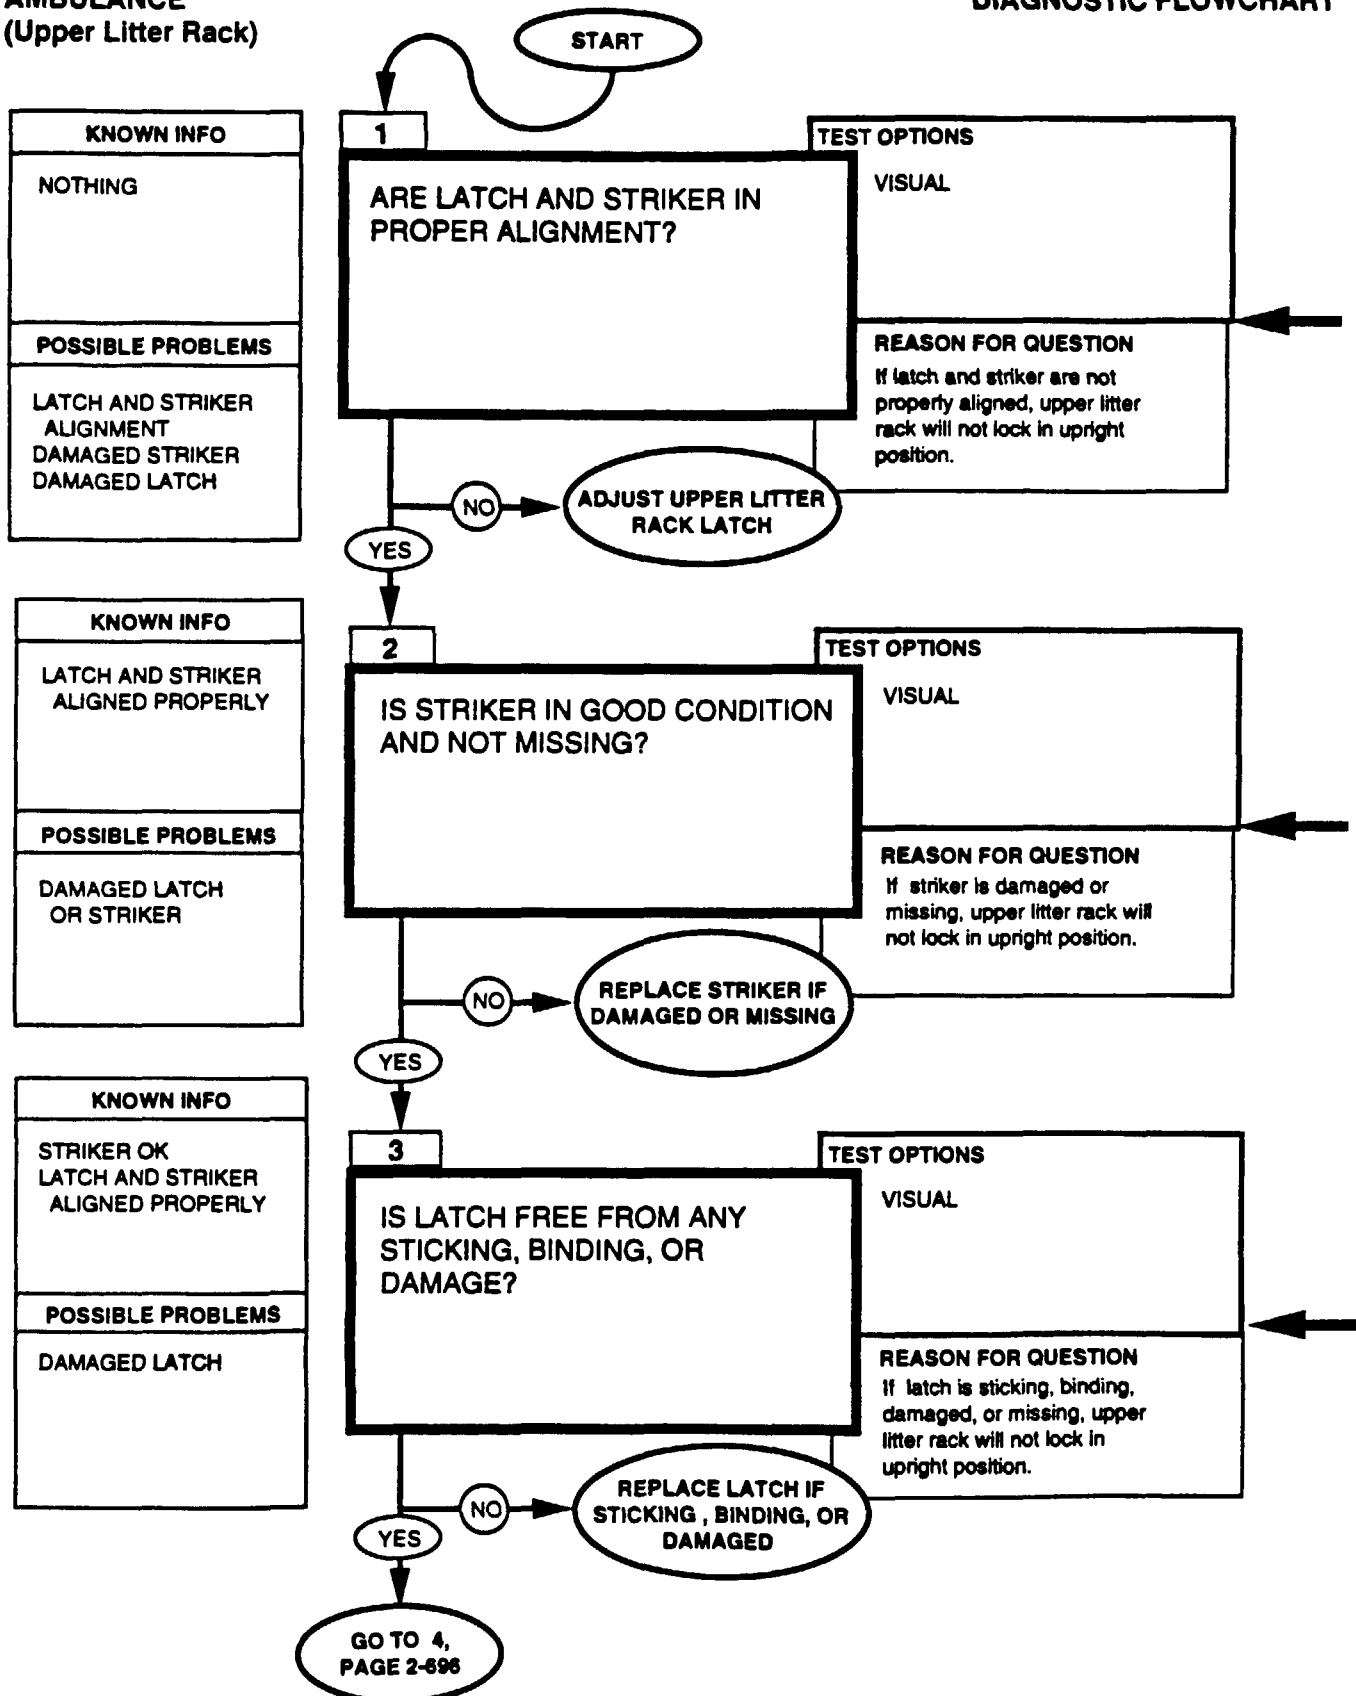 AMBULANCE
(Upper Litter Rack)
DIAGNOSTIC FLOWCHART
START
KNOWN INFO
NOTHING
POSSIBLE PROBLEMS
LATCH AND STRIKER
ALIGNMENT
DAMAGED STRIKER
DAMAGED LATCH
1
ARE LATCH AND STRIKER IN
PROPER ALIGNMENT?
TEST OPTIONS
VISUAL
REASON FOR QUESTION
If latch and striker are not
properly aligned, upper litter
rack will not lock in upright
position.
NO
ADJUST UPPER LITTER
RACK LATCH
YES
KNOWN INFO
LATCH AND STRIKER
ALIGNED PROPERLY
POSSIBLE PROBLEMS
DAMAGED LATCH
OR STRIKER
2
IS STRIKER IN GOOD CONDITION
AND NOT MISSING?
TEST OPTIONS
VISUAL
REASON FOR QUESTION
If striker is damaged or
missing, upper litter rack will
not lock in upright position.
NO
REPLACE STRIKER IF
DAMAGED OR MISSING
YES
KNOWN INFO
STRIKER OK
LATCH AND STRIKER
ALIGNED PROPERLY
POSSIBLE PROBLEMS
DAMAGED LATCH
3
IS LATCH FREE FROM ANY
STICKING, BINDING, OR
DAMAGE?
TEST OPTIONS
VISUAL
REASON FOR QUESTION
If latch is sticking, binding,
damaged, or missing, upper
litter rack will not lock in
upright position.
NO
REPLACE LATCH IF
STICKING , BINDING, OR
DAMAGED
YES
GO TO 4,
PAGE 2-696